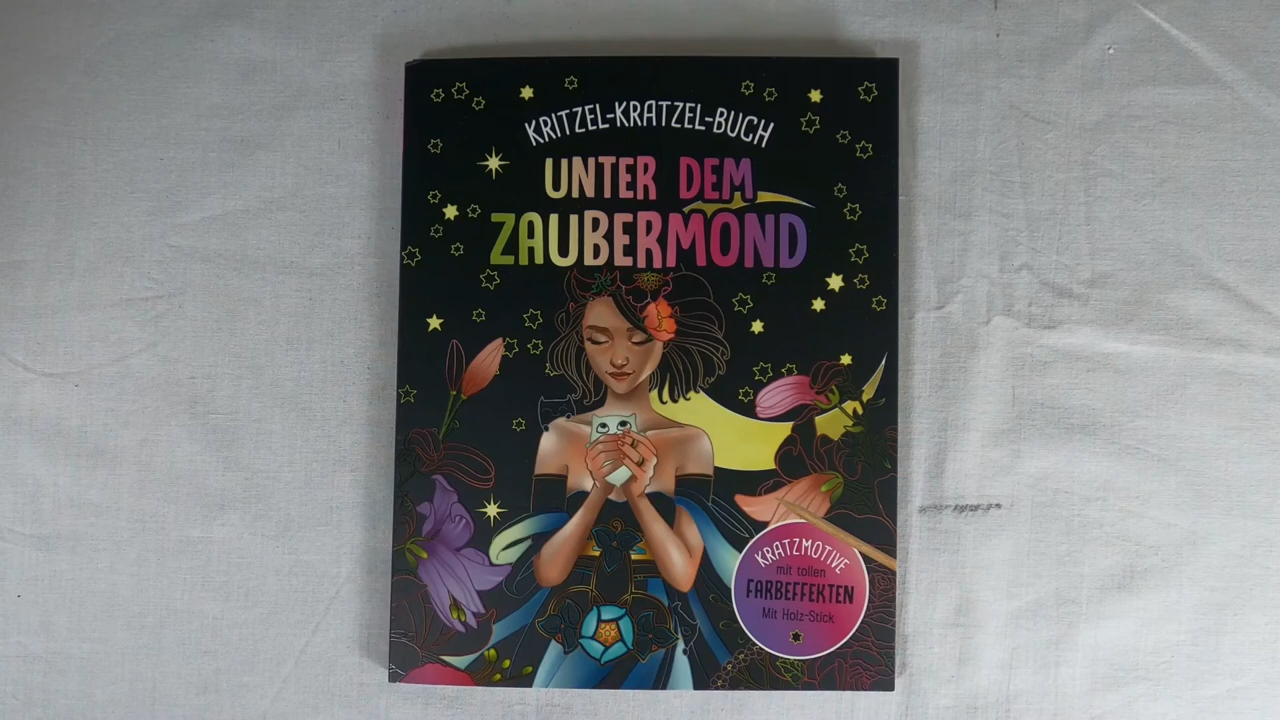 KRITZEL-KRATZEL-BUCH
UNTER DEM
ZAUBERMOND
KRATZMOTIVE
mit tollen
FARBEFFEKTEN
Mit Holz-Stick